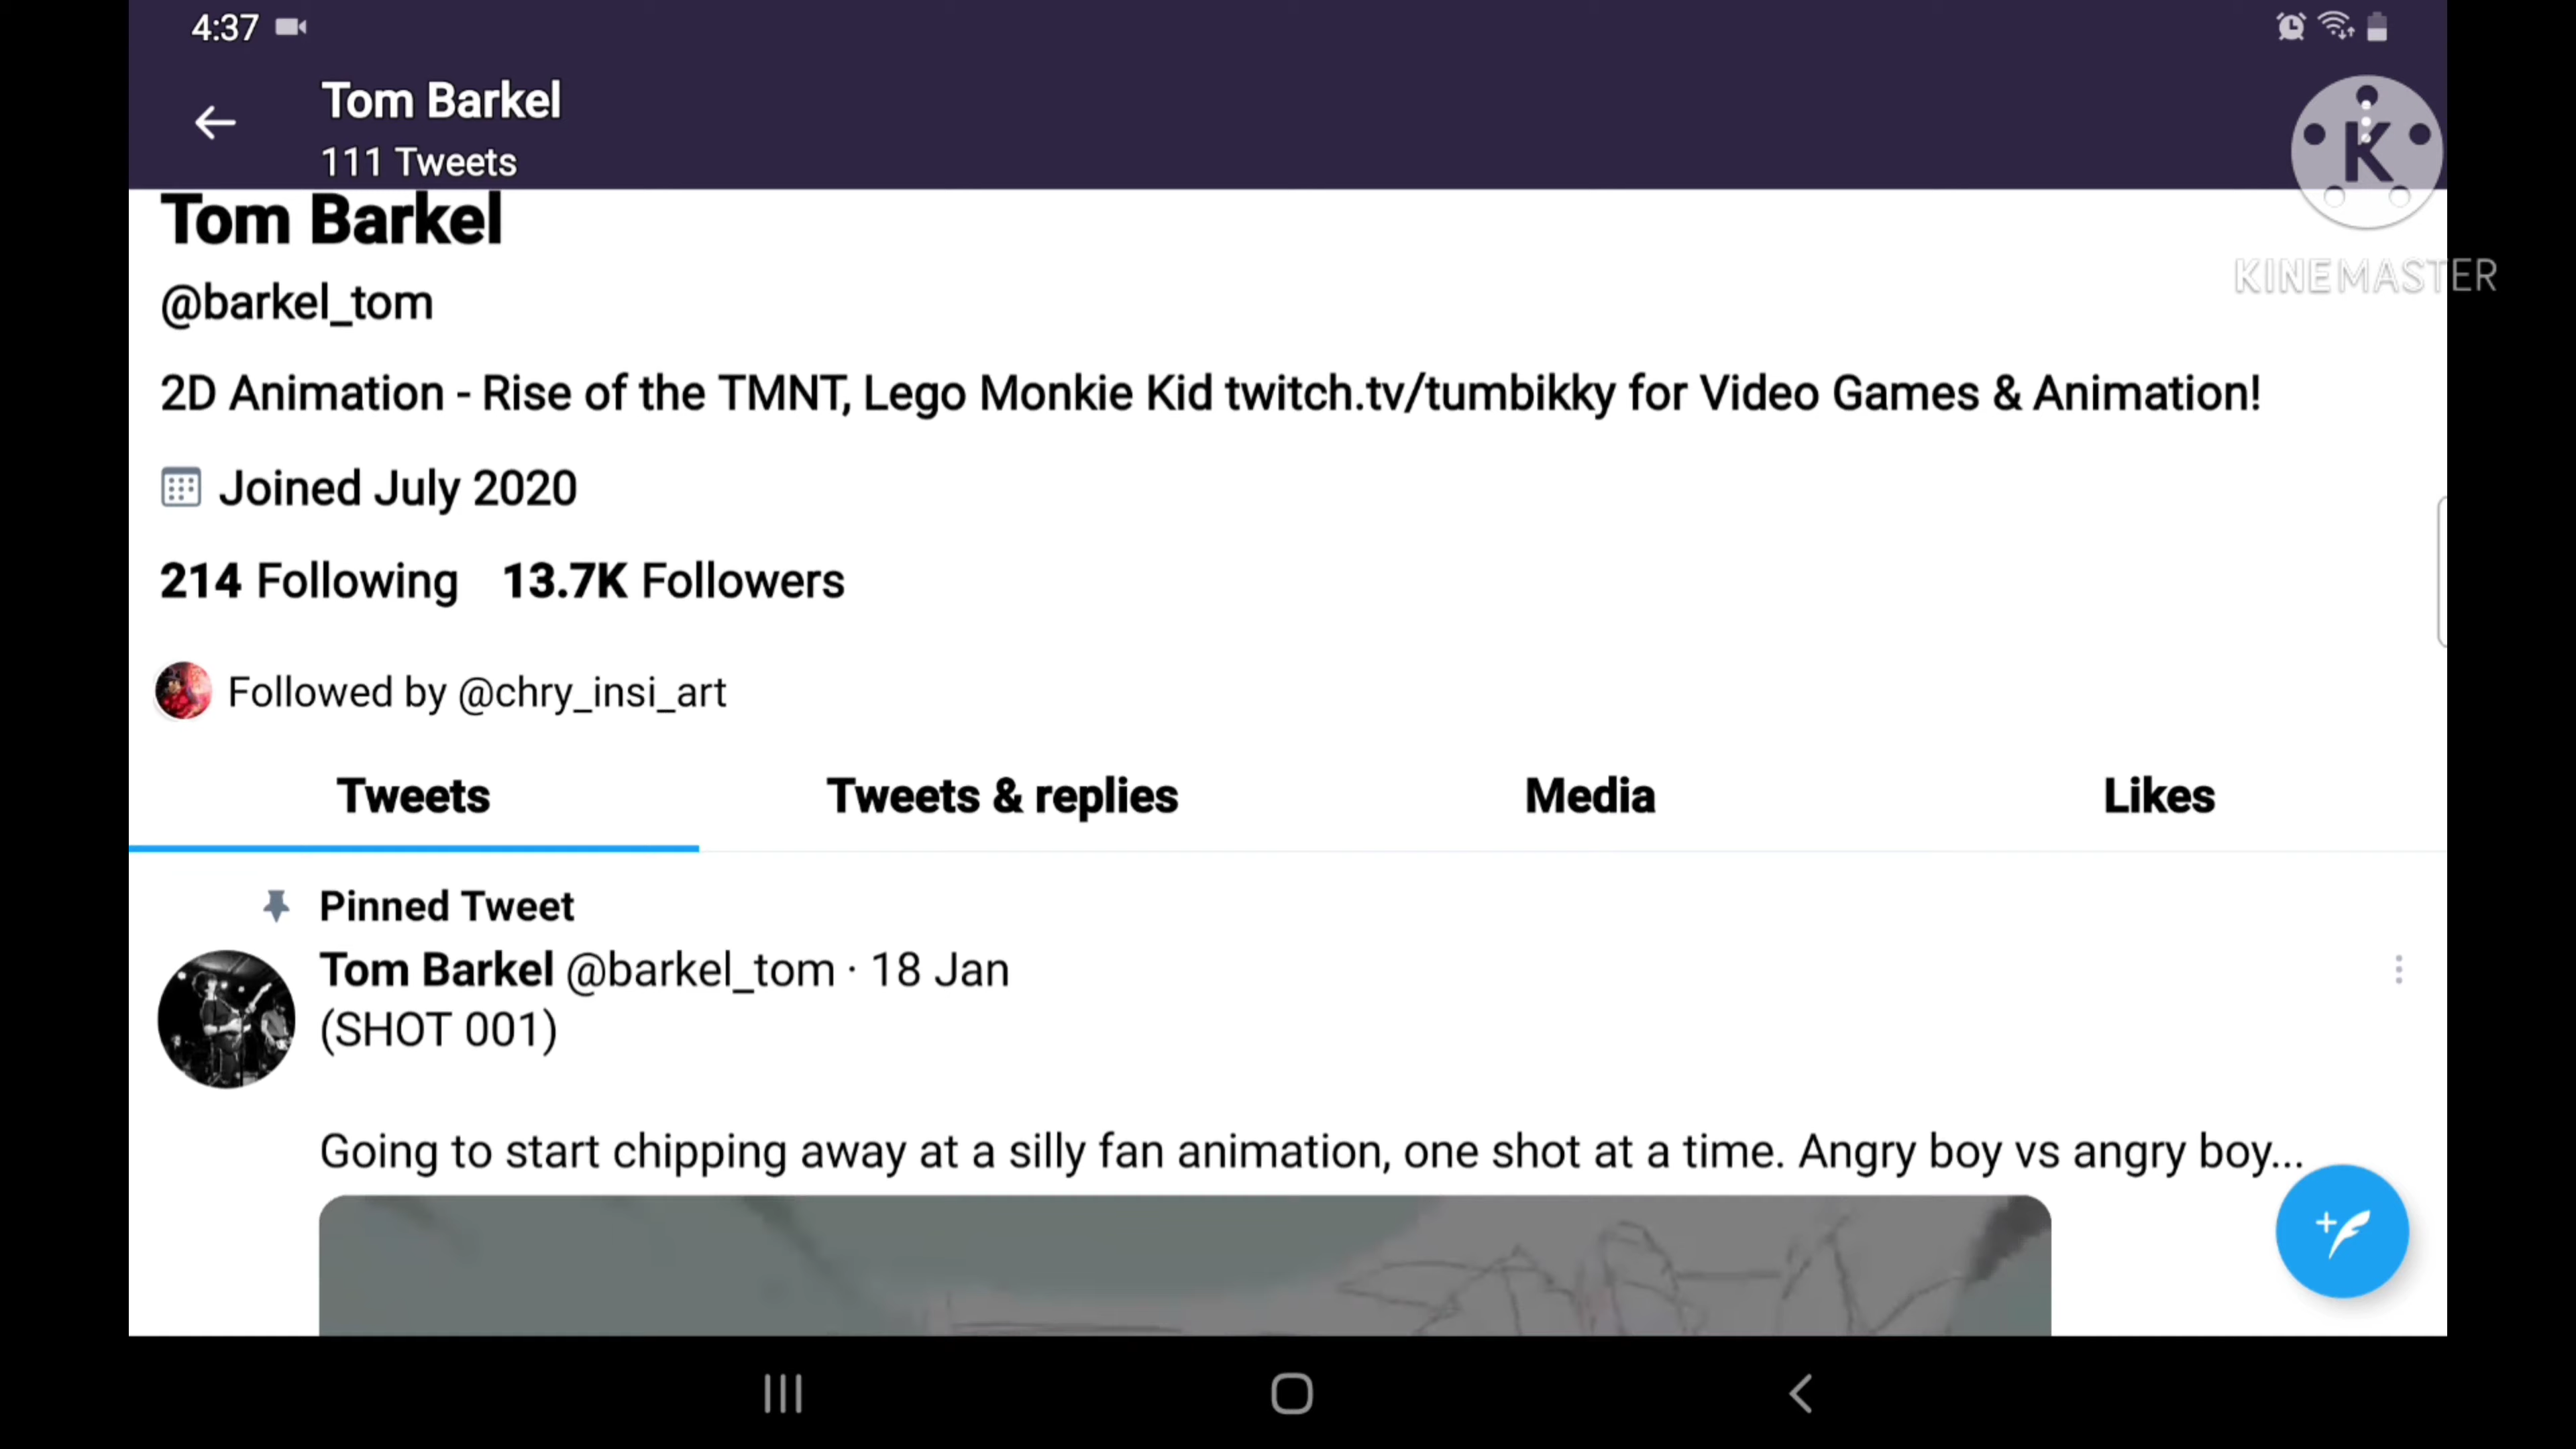 4:37
Tom Barkel
111 Tweets
K
KINEMASTER
Tom Barkel
@barkel_tom
2D Animation - Rise of the TMNT, Lego Monkie Kid twitch.tv/tumbikky for Video Games & Animation!
Joined July 2020
214 Following 13.7K Followers
Followed by @chry_insi_art
Tweets Tweets & replies Media Likes
Pinned Tweet
Tom Barkel @barkel_tom · 18 Jan
(SHOT 001)
Going to start chipping away at a silly fan animation, one shot at a time. Angry boy vs angry boy...